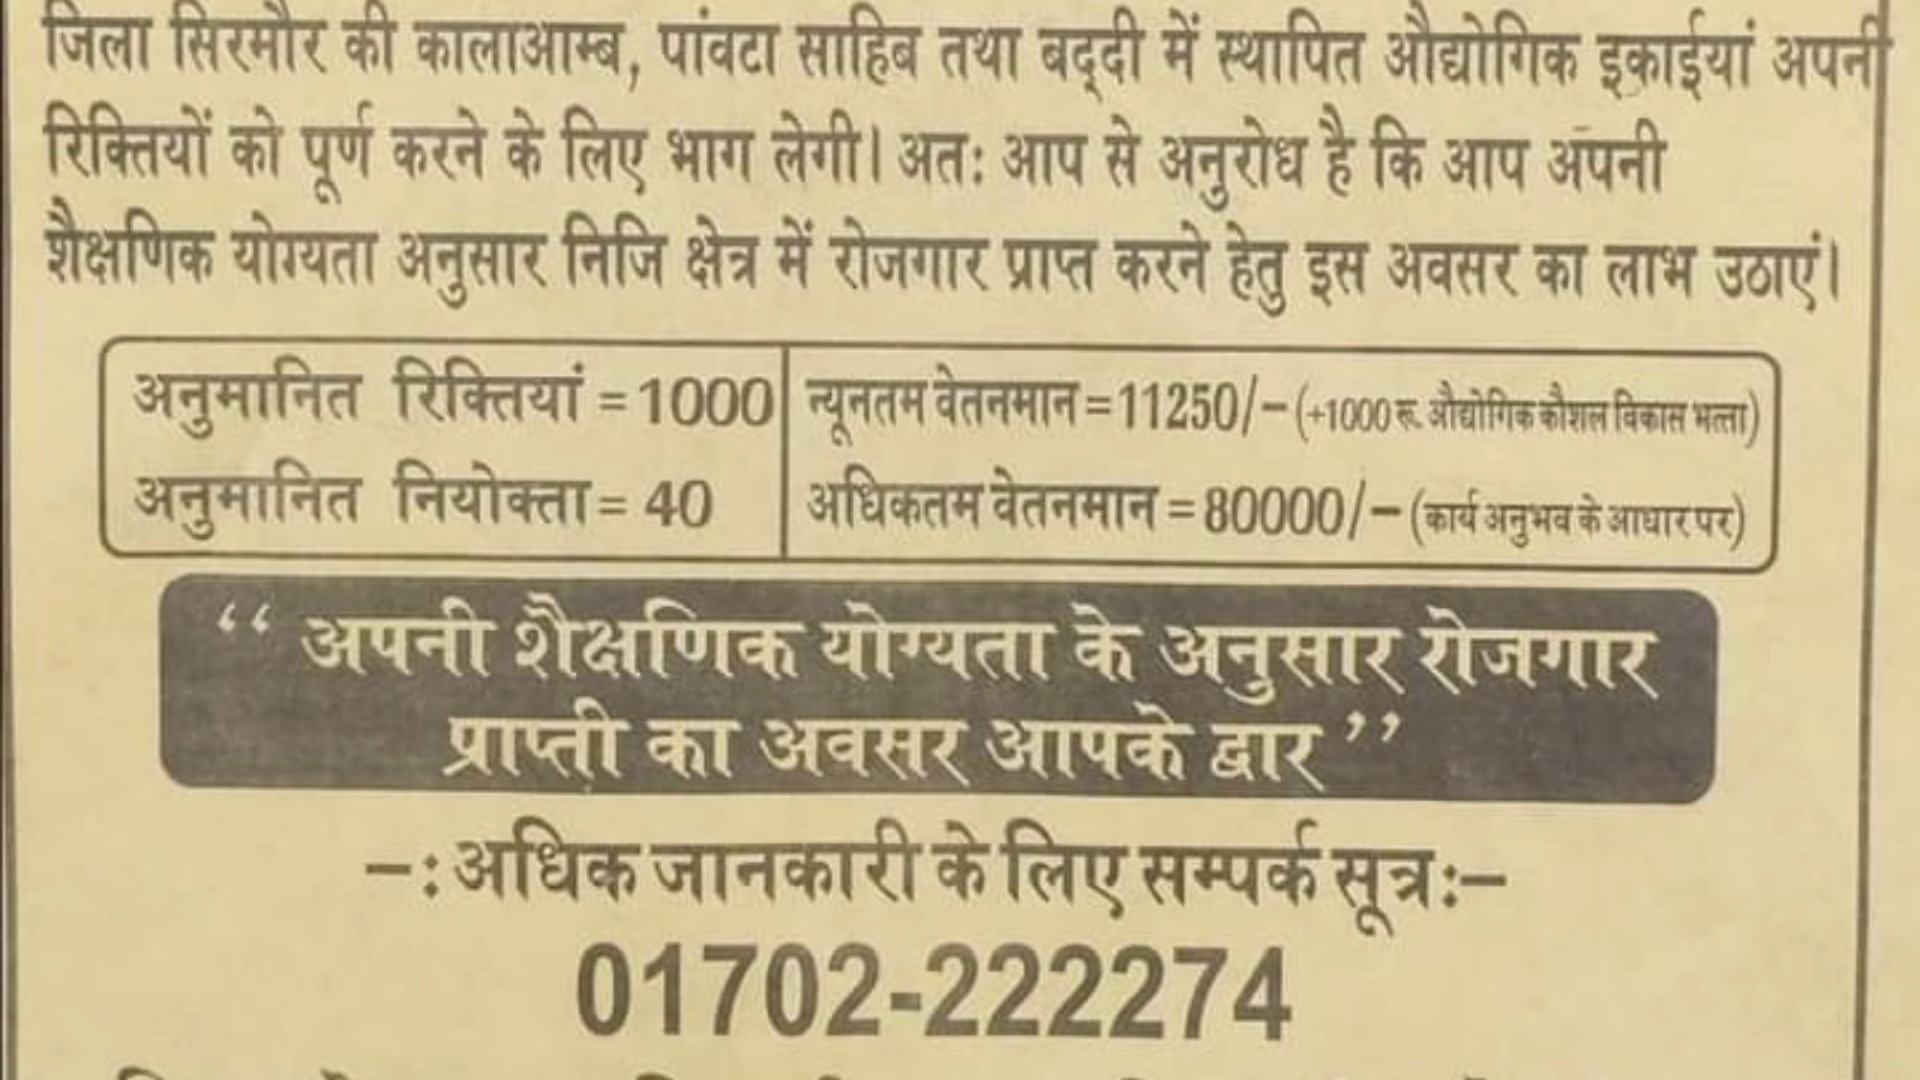 जिला सिरमौर की कालाआम्ब, पांवटा साहिब तथा बद्दी में स्थापित औद्योगिक इकाईयां अपनी
रिक्तियों को पूर्ण करने के लिए भाग लेगी। अतः आप से अनुरोध है कि आप अपनी
शैक्षणिक योग्यता अनुसार निजि क्षेत्र में रोजगार प्राप्त करने हेतु इस अवसर का लाभ उठाएं।
अनुमानित रिक्तियां = 1000
अनुमानित नियोक्ता = 40
न्यूनतम वेतनमान = 11250/- (+1000 रू. औद्योगिक कौशल विकास भत्ता)
अधिकतम वेतनमान = 80000/- (कार्य अनुभव के आधार पर)
‘‘ अपनी शैक्षणिक योग्यता के अनुसार रोजगार
प्राप्ती का अवसर आपके द्वार ’’
-: अधिक जानकारी के लिए सम्पर्क सूत्र :-
01702-222274